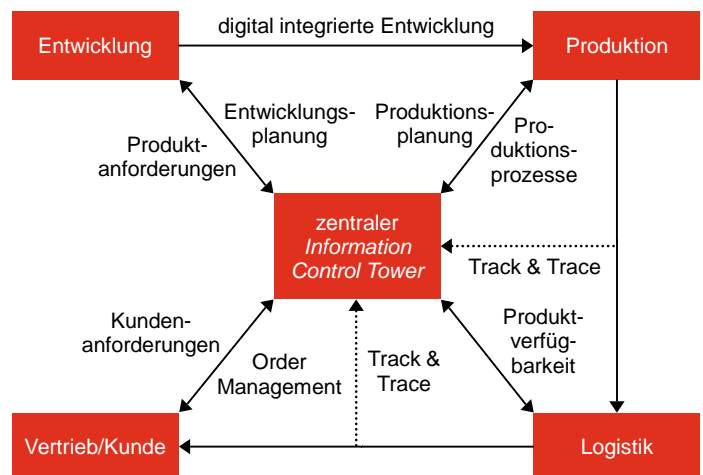 digital integrierte Entwicklung
Entwicklung
Produktion
Entwicklungs-
planung
Produktions-
planung
Produkt-
anforderungen
Pro-
duktions-
prozesse
zentraler
Information
Control Tower
Track & Trace
Kunden-
anforderungen
Order
Management
Track &
Trace
Produkt-
verfüg-
barkeit
Vertrieb/Kunde
Logistik